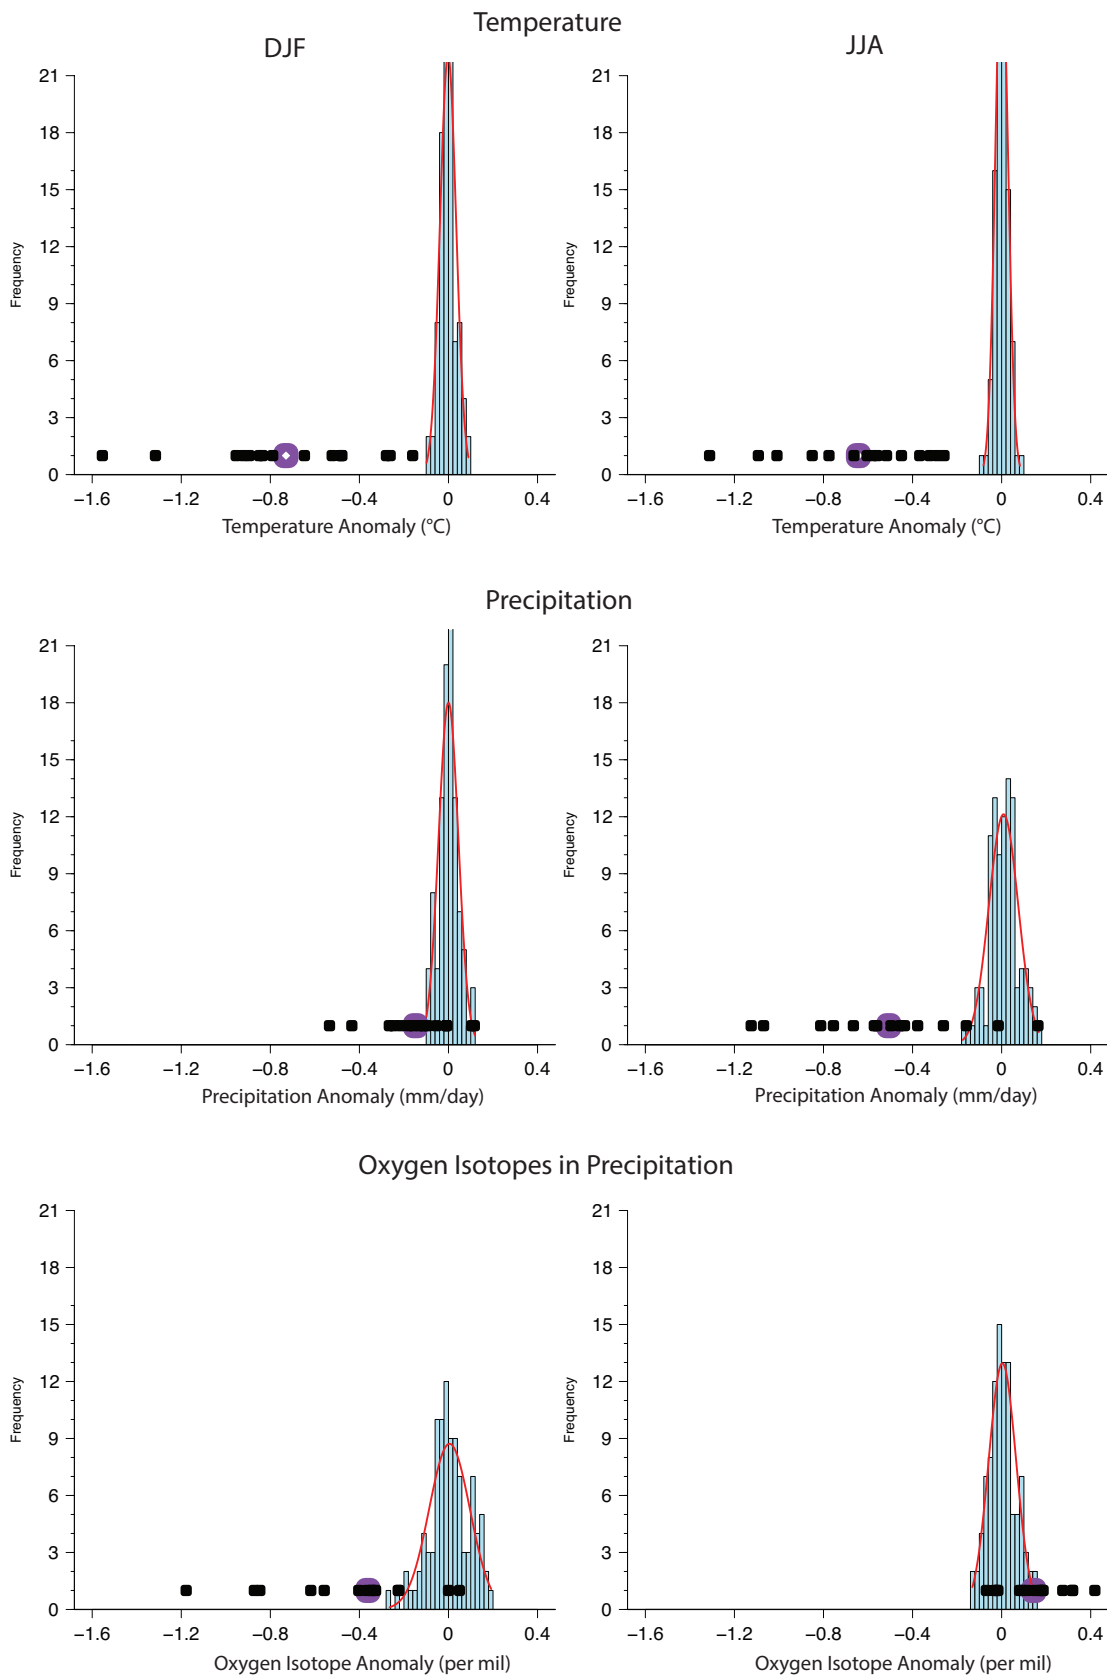 Temperature
DJF
JJA
21
18
15
12
9
6
3
0
Frequency
−1.6 −1.2 −0.8 −0.4 0 0.4
Temperature Anomaly (°C)
21
18
15
12
9
6
3
0
Frequency
−1.6 −1.2 −0.8 −0.4 0 0.4
Temperature Anomaly (°C)
Precipitation
21
18
15
12
9
6
3
0
Frequency
−1.6 −1.2 −0.8 −0.4 0 0.4
Precipitation Anomaly (mm/day)
21
18
15
12
9
6
3
0
Frequency
−1.6 −1.2 −0.8 −0.4 0 0.4
Precipitation Anomaly (mm/day)
Oxygen Isotopes in Precipitation
21
18
15
12
9
6
3
0
Frequency
−1.6 −1.2 −0.8 −0.4 0 0.4
Oxygen Isotope Anomaly (per mil)
21
18
15
12
9
6
3
0
Frequency
−1.6 −1.2 −0.8 −0.4 0 0.4
Oxygen Isotope Anomaly (per mil)